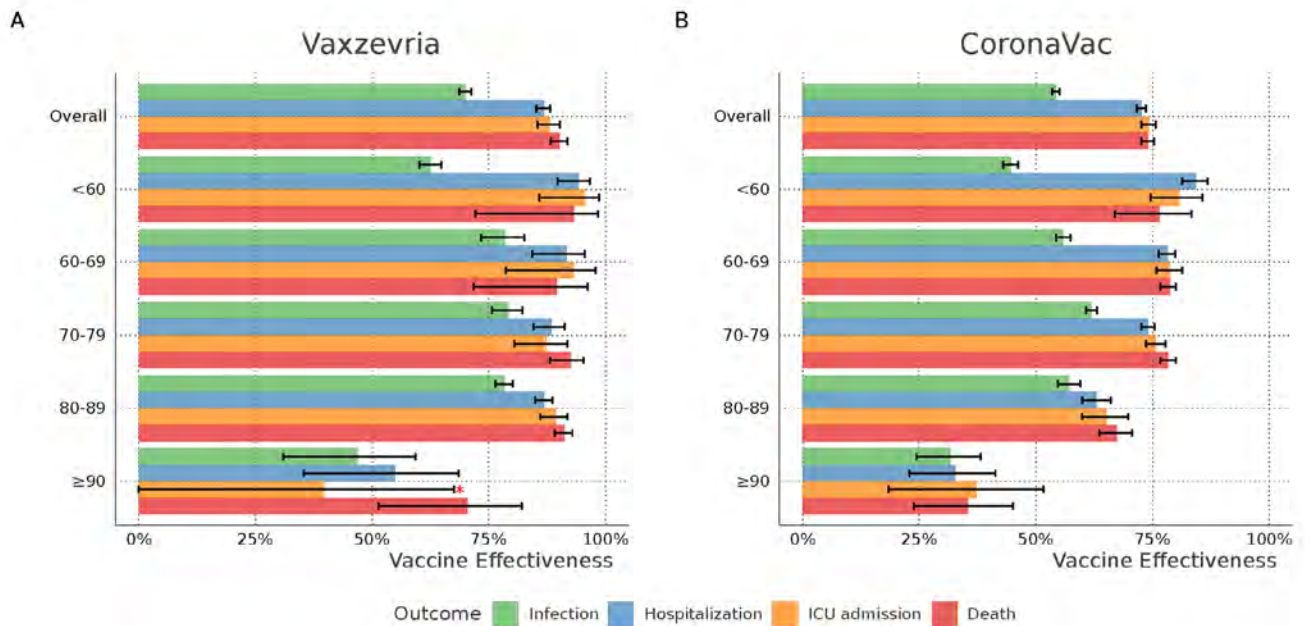 A
Vaxzevria
Overall
<60
60-69
70-79
80-89
≥90
*
0% 25% 50% 75% 100%
Vaccine Effectiveness
B
CoronaVac
Overall
<60
60-69
70-79
80-89
≥90
0% 25% 50% 75% 100%
Vaccine Effectiveness
Outcome Infection Hospitalization ICU admission Death